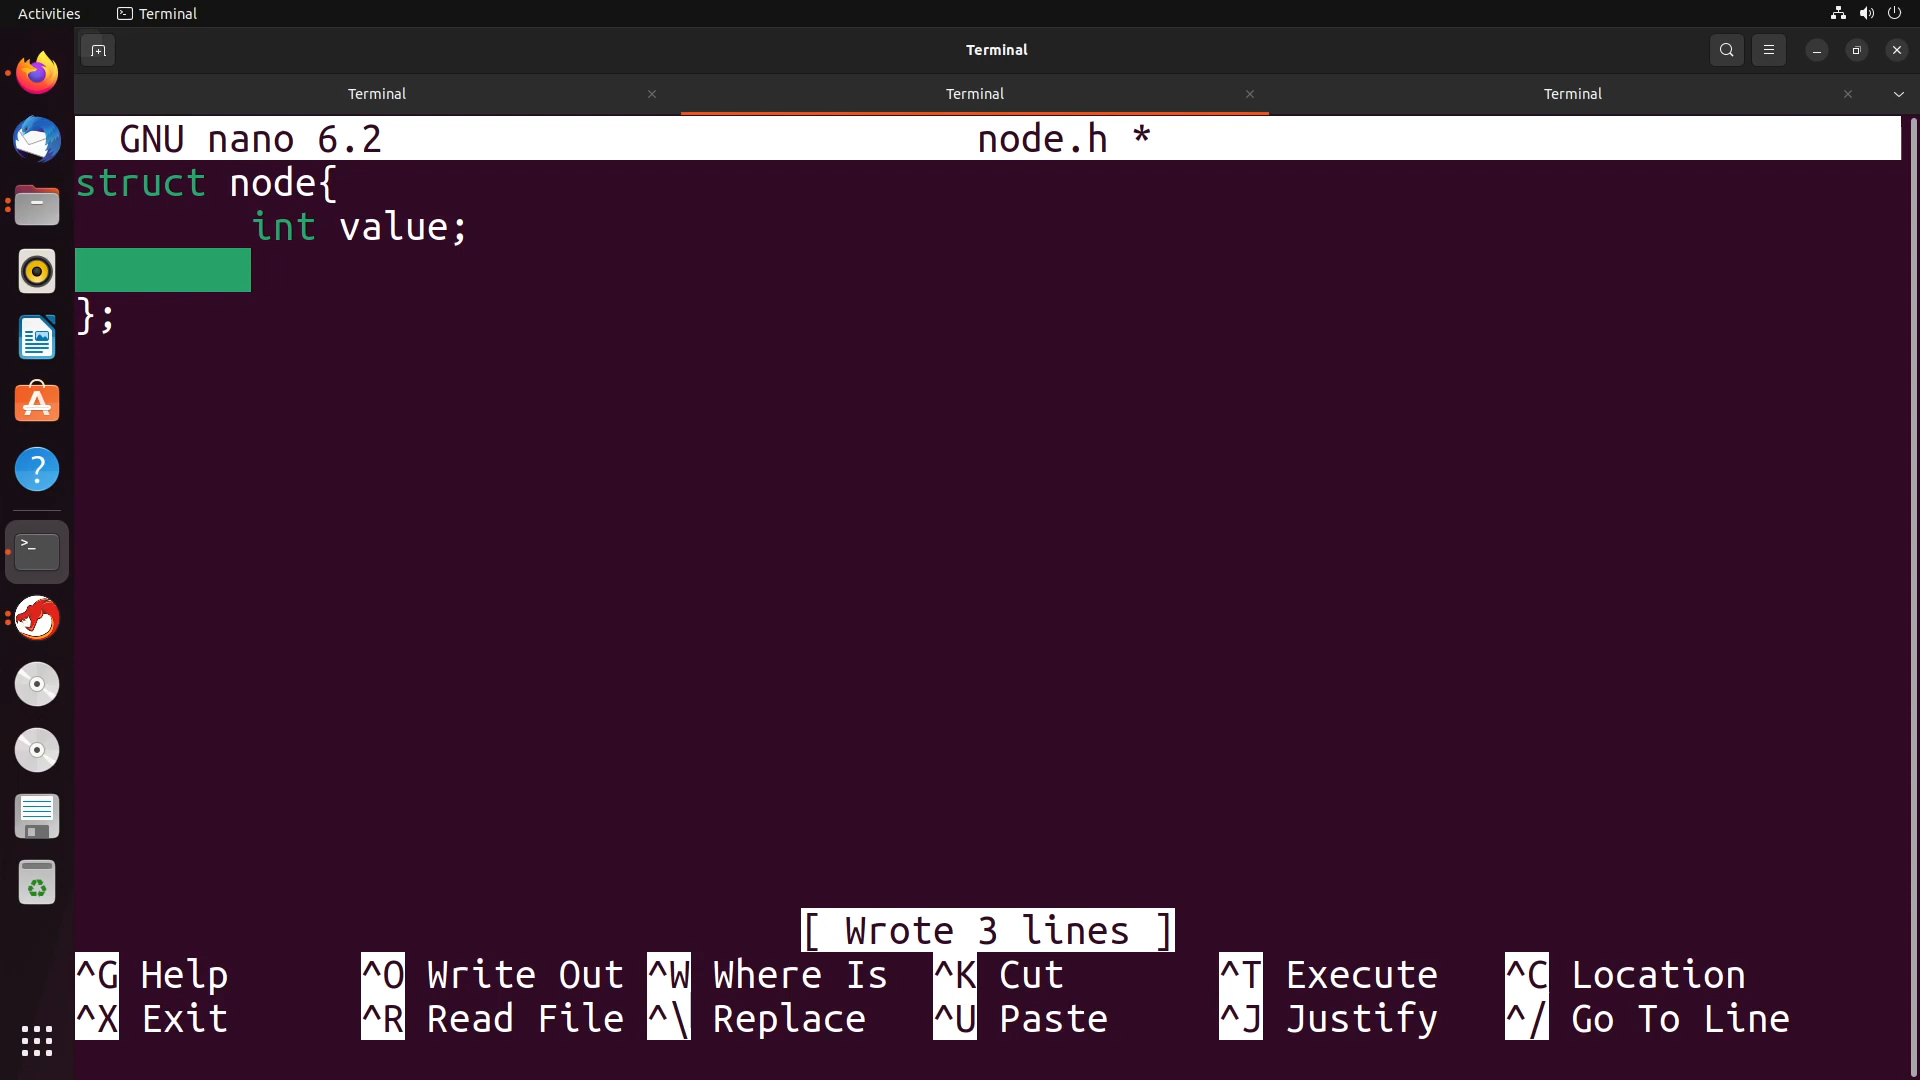 Activities Terminal
Terminal
Terminal Terminal Terminal
GNU nano 6.2 node.h *
struct node{
int value;
};
[ Wrote 3 lines ]
^G Help ^O Write Out ^W Where Is ^K Cut ^T Execute ^C Location
^X Exit ^R Read File ^\ Replace ^U Paste ^J Justify ^/ Go To Line